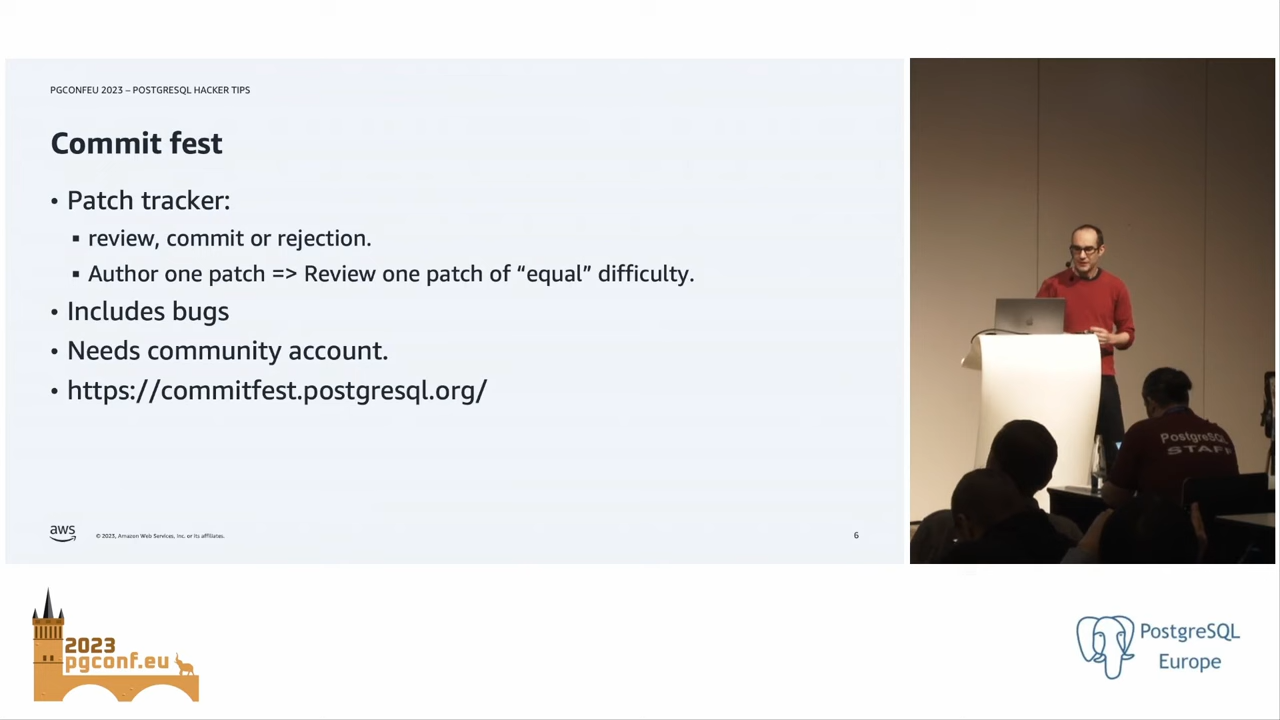 PGCONFEU 2023 – POSTGRESQL HACKER TIPS
Commit fest
• Patch tracker:
▪ review, commit or rejection.
▪ Author one patch => Review one patch of “equal” difficulty.
• Includes bugs
• Needs community account.
• https://commitfest.postgresql.org/
aws
© 2023, Amazon Web Services, Inc. or its affiliates.
6
PostgreSQL
STAFF
2023
pgconf.eu
PostgreSQL
Europe